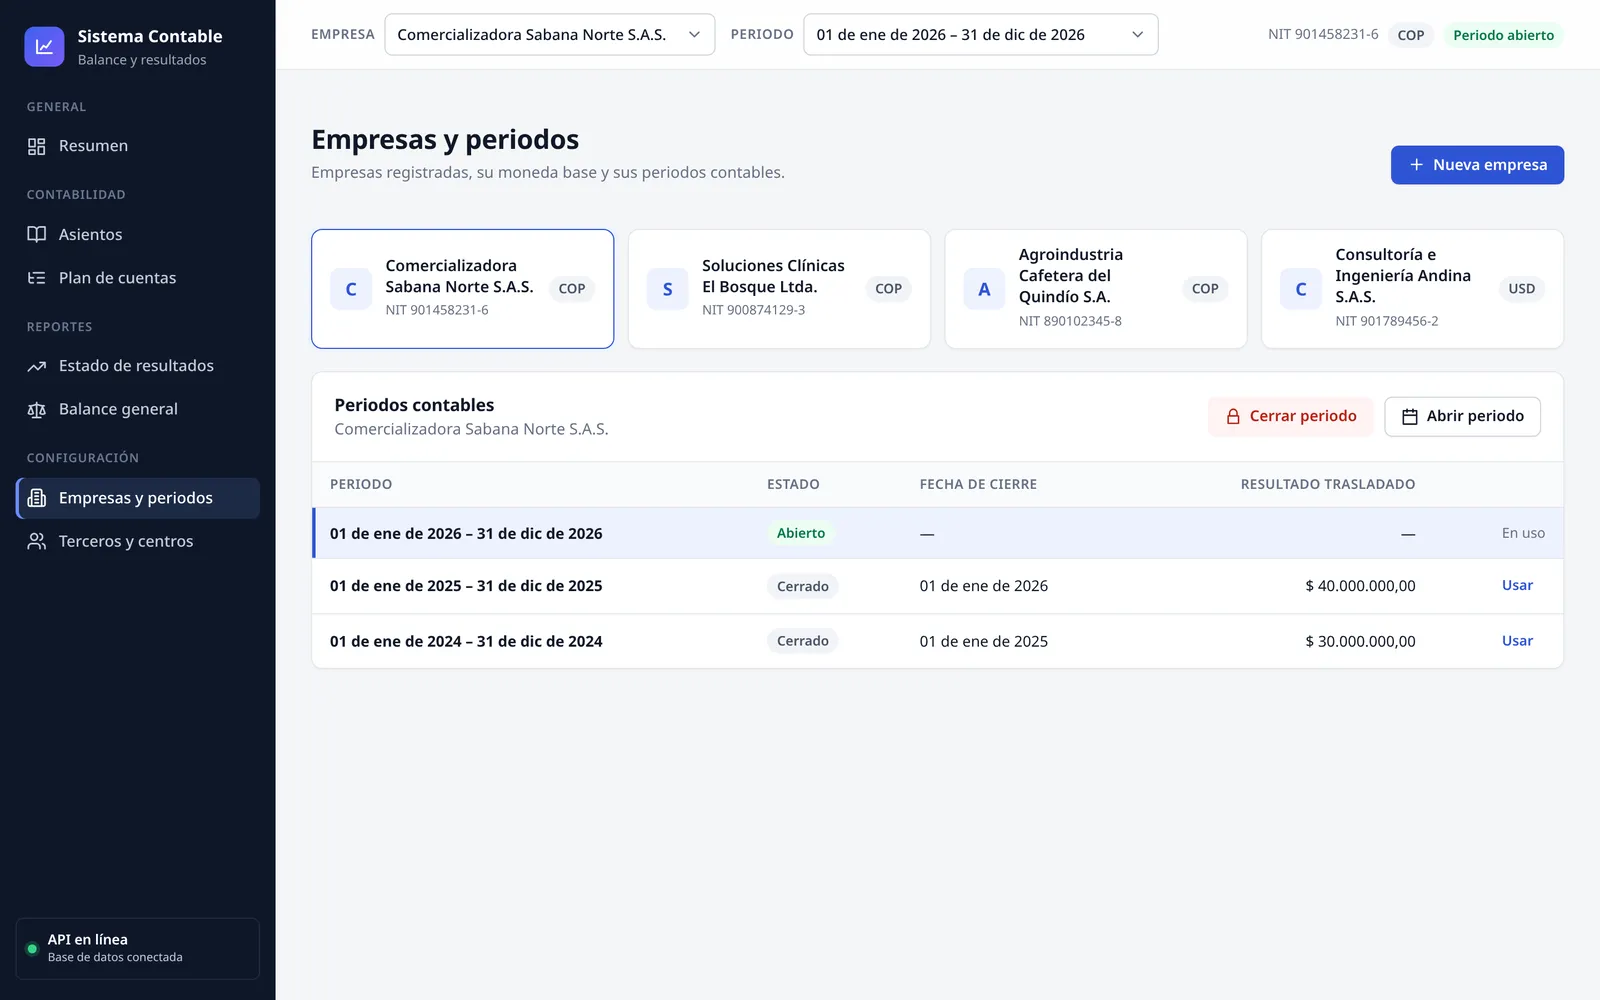 Sistema Contable
Balance y resultados
GENERAL
Resumen
CONTABILIDAD
Asientos
Plan de cuentas
REPORTES
Estado de resultados
Balance general
CONFIGURACIÓN
Empresas y periodos
Terceros y centros
API en línea
Base de datos conectada
EMPRESA
Comercializadora Sabana Norte S.A.S.
PERIODO
01 de ene de 2026 – 31 de dic de 2026
NIT 901458231-6
COP
Periodo abierto
Empresas y periodos
Empresas registradas, su moneda base y sus periodos contables.
+ Nueva empresa
C
Comercializadora
Sabana Norte S.A.S.
NIT 901458231-6
COP
S
Soluciones Clínicas
El Bosque Ltda.
NIT 900874129-3
COP
A
Agroindustria
Cafetera del
Quindío S.A.
NIT 890102345-8
COP
C
Consultoría e
Ingeniería Andina
S.A.S.
NIT 901789456-2
USD
Periodos contables
Comercializadora Sabana Norte S.A.S.
Cerrar periodo
Abrir periodo
PERIODO ESTADO FECHA DE CIERRE RESULTADO TRASLADADO
01 de ene de 2026 – 31 de dic de 2026 Abierto — — En uso
01 de ene de 2025 – 31 de dic de 2025 Cerrado 01 de ene de 2026 $ 40.000.000,00 Usar
01 de ene de 2024 – 31 de dic de 2024 Cerrado 01 de ene de 2025 $ 30.000.000,00 Usar